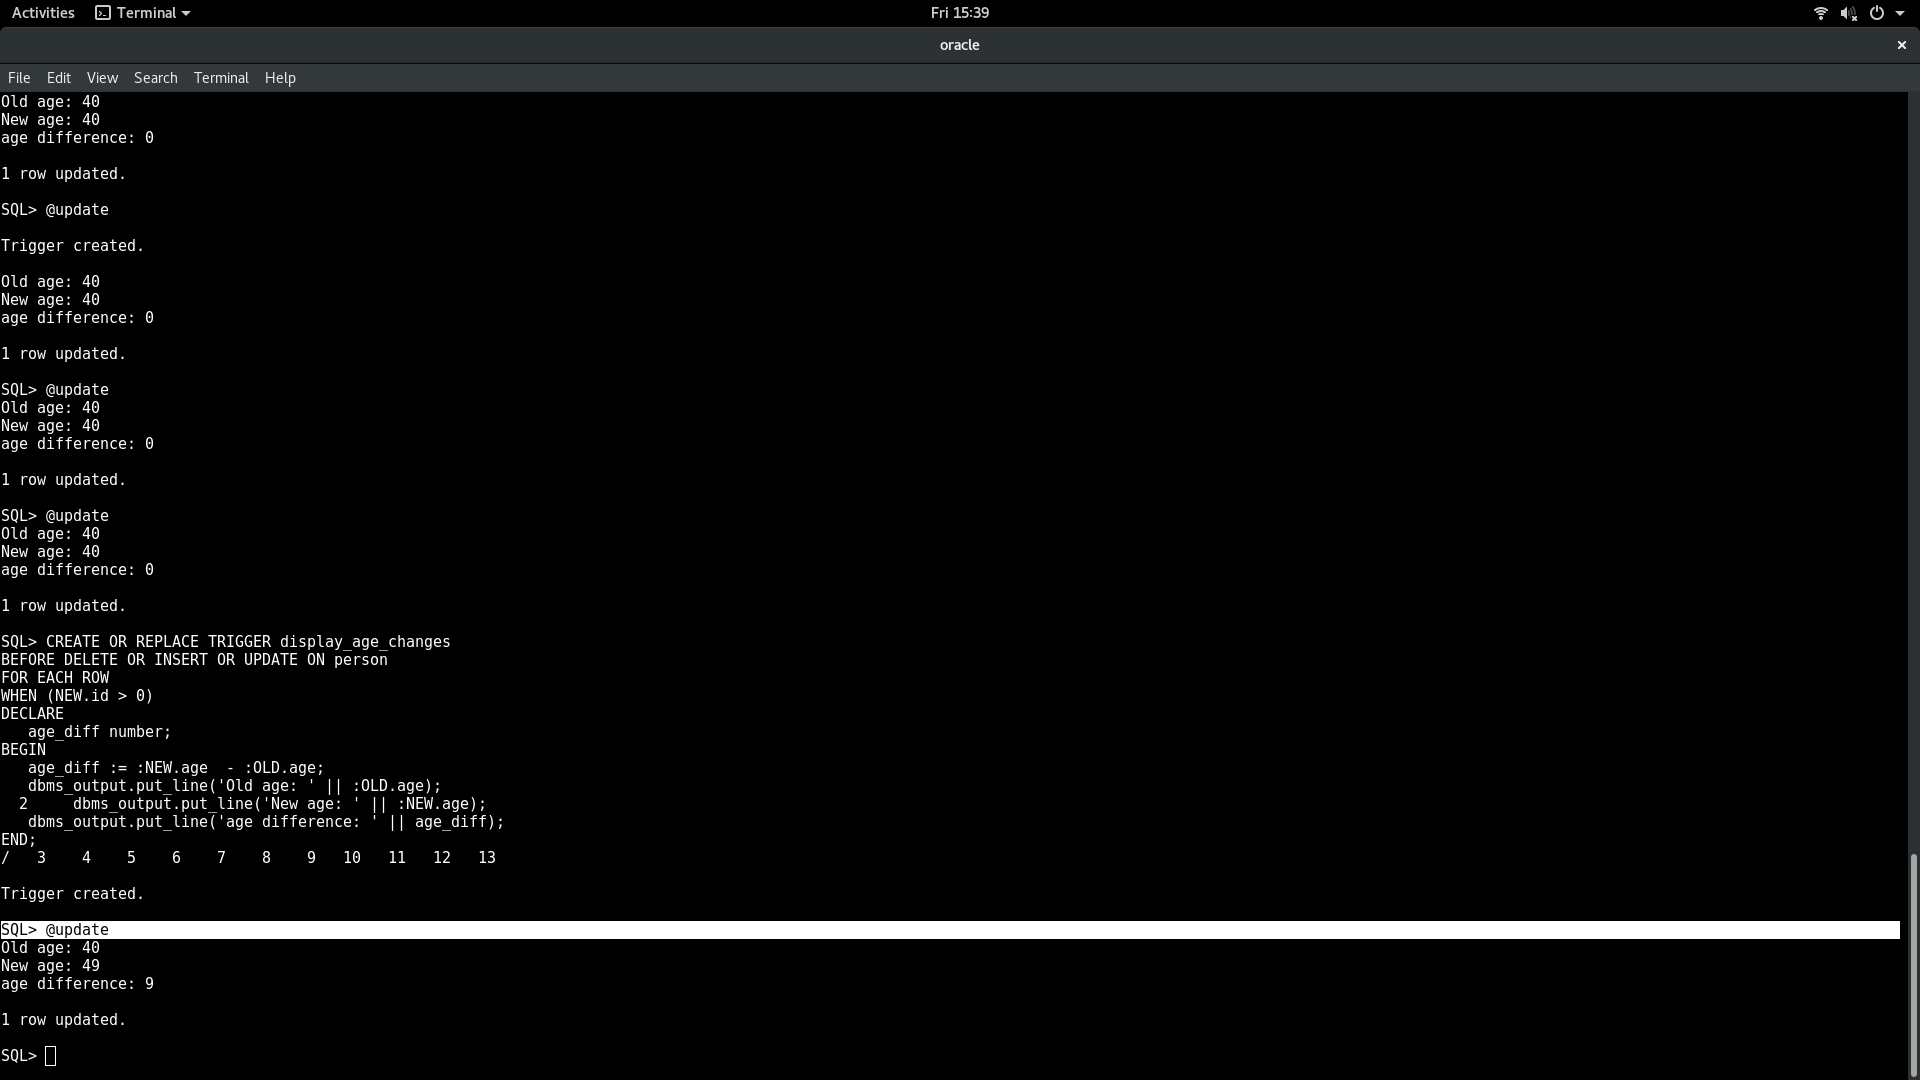 Activities Terminal Fri 15:39
oracle
File Edit View Search Terminal Help
Old age: 40
New age: 40
age difference: 0
1 row updated.
SQL> @update
Trigger created.
Old age: 40
New age: 40
age difference: 0
1 row updated.
SQL> @update
Old age: 40
New age: 40
age difference: 0
1 row updated.
SQL> @update
Old age: 40
New age: 40
age difference: 0
1 row updated.
SQL> CREATE OR REPLACE TRIGGER display_age_changes
BEFORE DELETE OR INSERT OR UPDATE ON person
FOR EACH ROW
WHEN (NEW.id > 0)
DECLARE
   age_diff number;
BEGIN
   age_diff := :NEW.age  - :OLD.age;
   dbms_output.put_line('Old age: ' || :OLD.age);
  2     dbms_output.put_line('New age: ' || :NEW.age);
   dbms_output.put_line('age difference: ' || age_diff);
END;
/   3    4    5    6    7    8    9   10   11   12   13
Trigger created.
SQL> @update
Old age: 40
New age: 49
age difference: 9
1 row updated.
SQL>